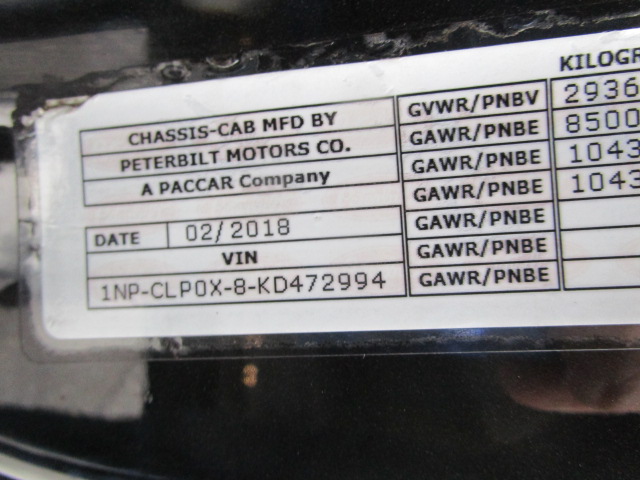 KILOGR
CHASSIS-CAB MFD BY
PETERBILT MOTORS CO.
A PACCAR Company
DATE 02/2018
VIN
1NP-CLP0X-8-KD472994
GVWR/PNBV 2936
GAWR/PNBE 8500
GAWR/PNBE 1043
GAWR/PNBE 1043
GAWR/PNBE
GAWR/PNBE
GAWR/PNBE